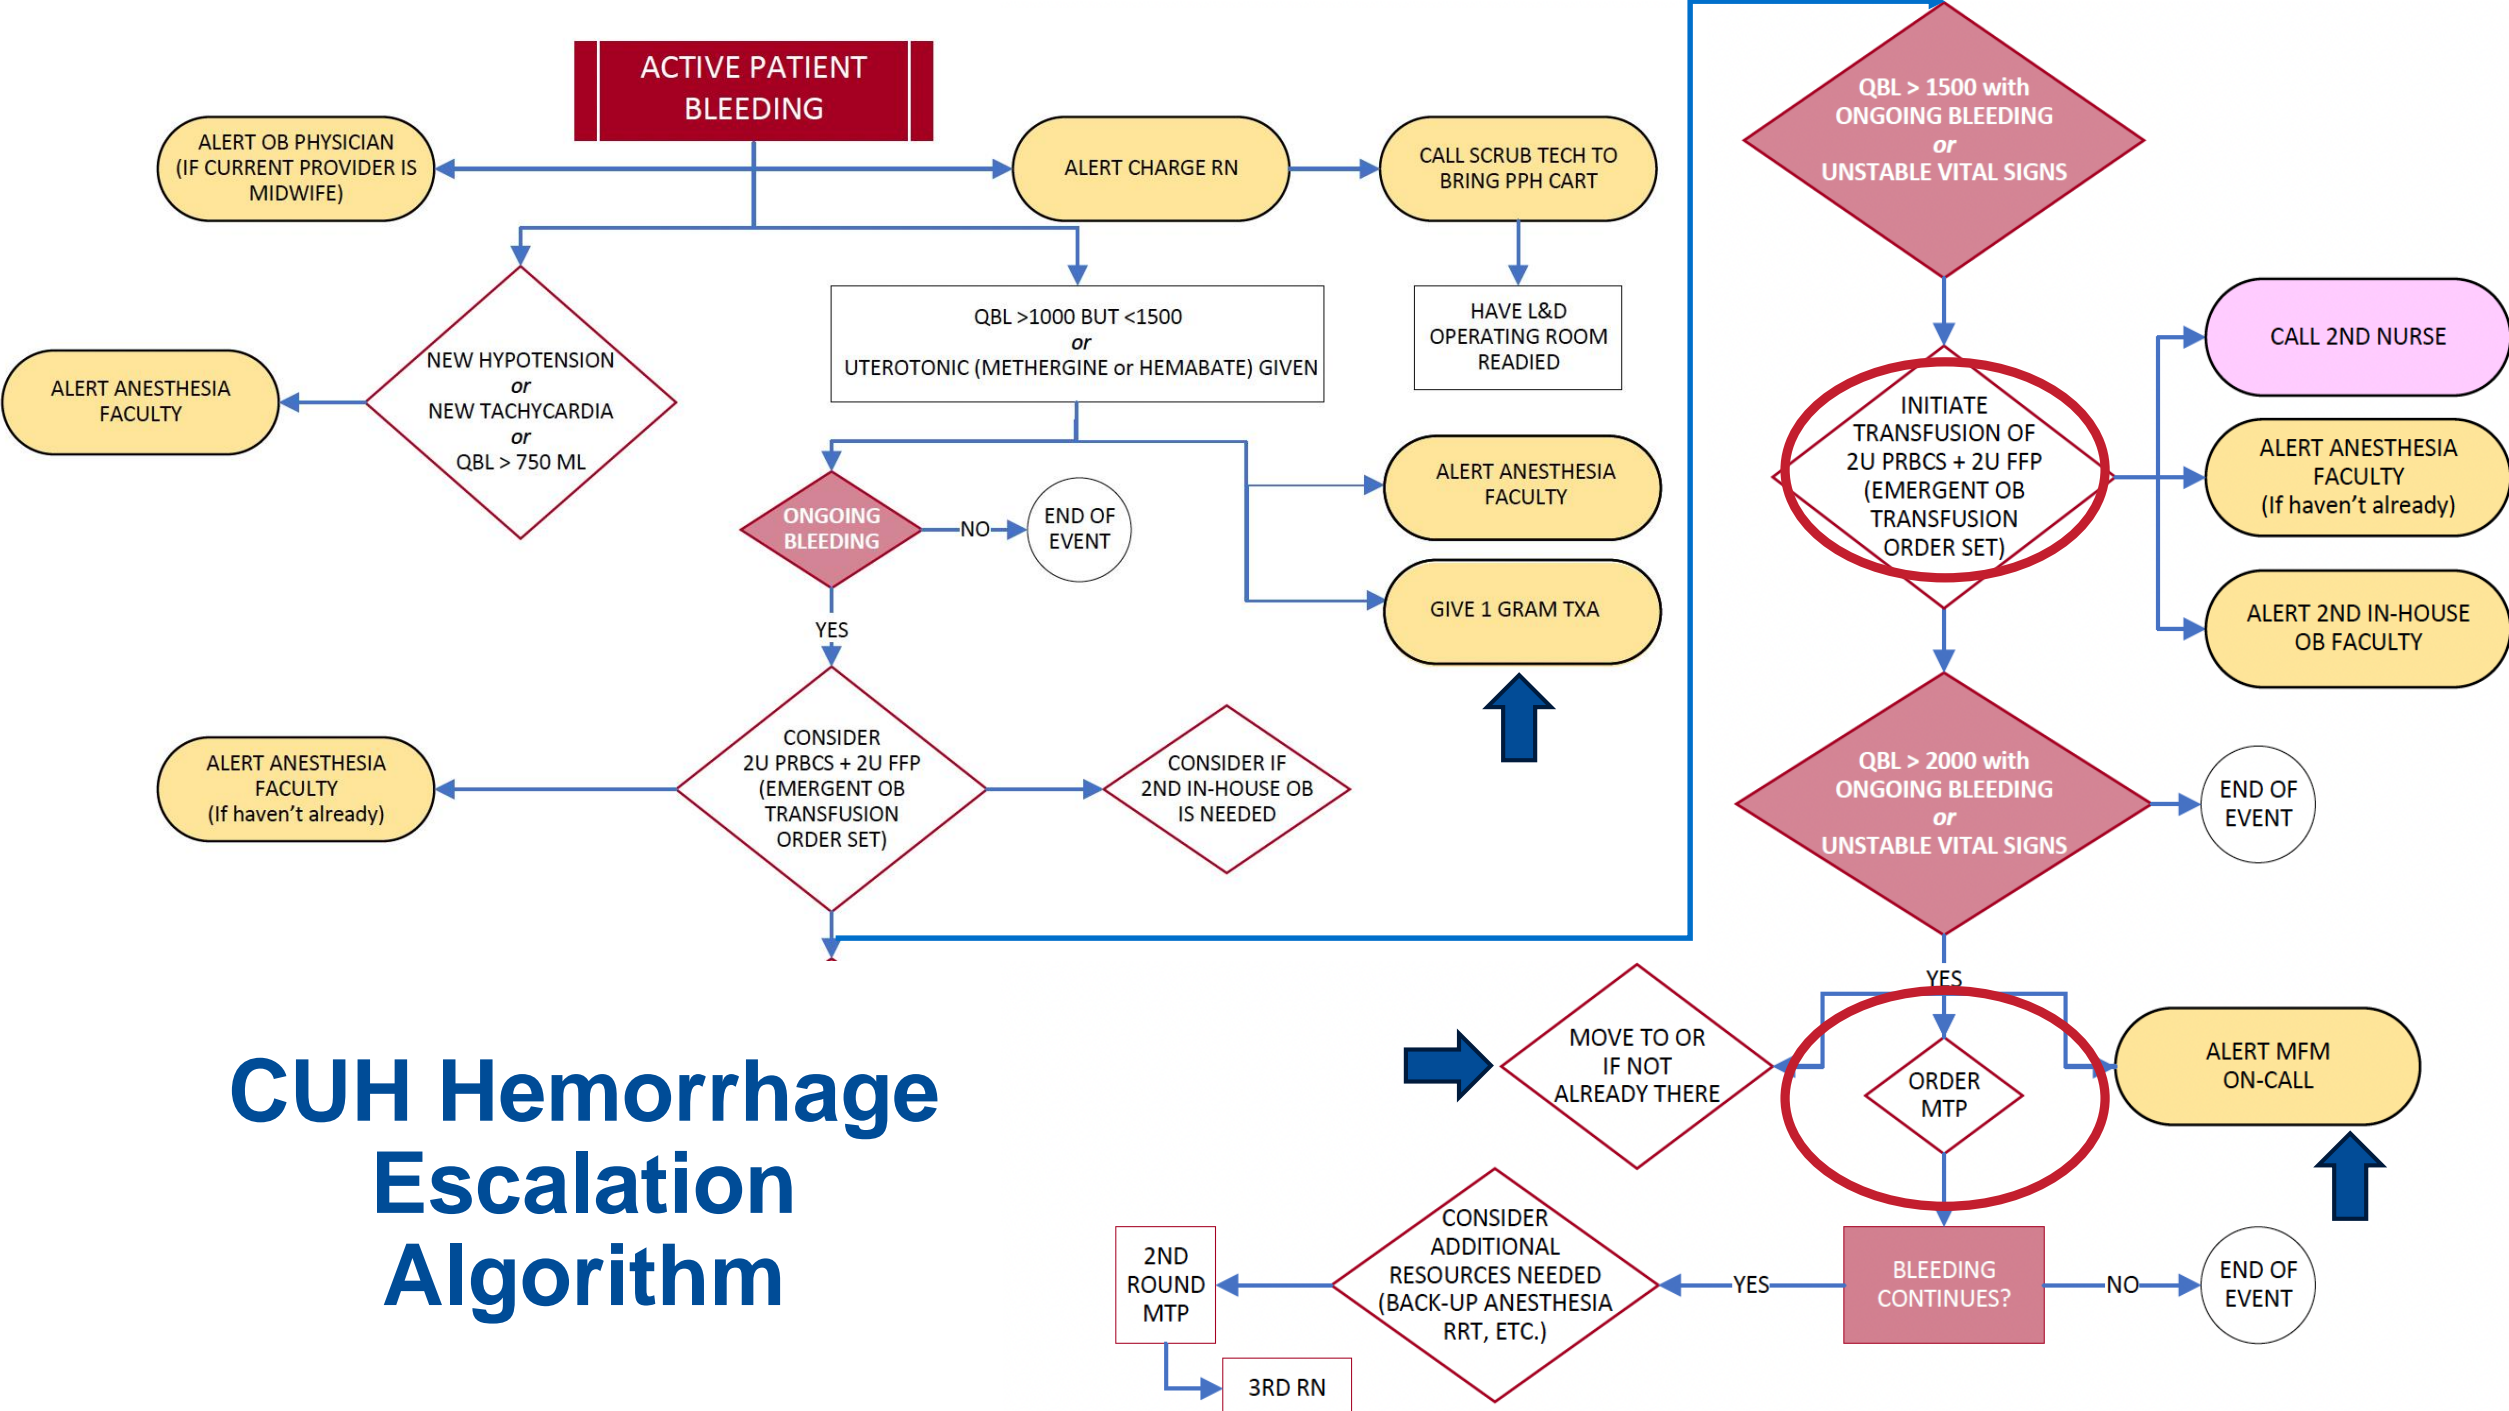 ACTIVE PATIENT
BLEEDING
ALERT OB PHYSICIAN
(IF CURRENT PROVIDER IS
MIDWIFE)
ALERT CHARGE RN
CALL SCRUB TECH TO
BRING PPH CART
HAVE L&D
OPERATING ROOM
READIED
NEW HYPOTENSION
or
NEW TACHYCARDIA
or
QBL > 750 ML
ALERT ANESTHESIA
FACULTY
QBL >1000 BUT <1500
or
UTEROTONIC (METHERGINE or HEMABATE) GIVEN
ONGOING
BLEEDING
NO
END OF
EVENT
ALERT ANESTHESIA
FACULTY
GIVE 1 GRAM TXA
YES
CONSIDER
2U PRBCS + 2U FFP
(EMERGENT OB
TRANSFUSION
ORDER SET)
ALERT ANESTHESIA
FACULTY
(If haven't already)
CONSIDER IF
2ND IN-HOUSE OB
IS NEEDED
QBL > 1500 with
ONGOING BLEEDING
or
UNSTABLE VITAL SIGNS
INITIATE
TRANSFUSION OF
2U PRBCS + 2U FFP
(EMERGENT OB
TRANSFUSION
ORDER SET)
CALL 2ND NURSE
ALERT ANESTHESIA
FACULTY
(If haven't already)
ALERT 2ND IN-HOUSE
OB FACULTY
QBL > 2000 with
ONGOING BLEEDING
or
UNSTABLE VITAL SIGNS
END OF
EVENT
YES
MOVE TO OR
IF NOT
ALREADY THERE
ORDER
MTP
ALERT MFM
ON-CALL
BLEEDING
CONTINUES?
NO
END OF
EVENT
YES
CONSIDER
ADDITIONAL
RESOURCES NEEDED
(BACK-UP ANESTHESIA
RRT, ETC.)
2ND
ROUND
MTP
3RD RN
CUH Hemorrhage
Escalation
Algorithm